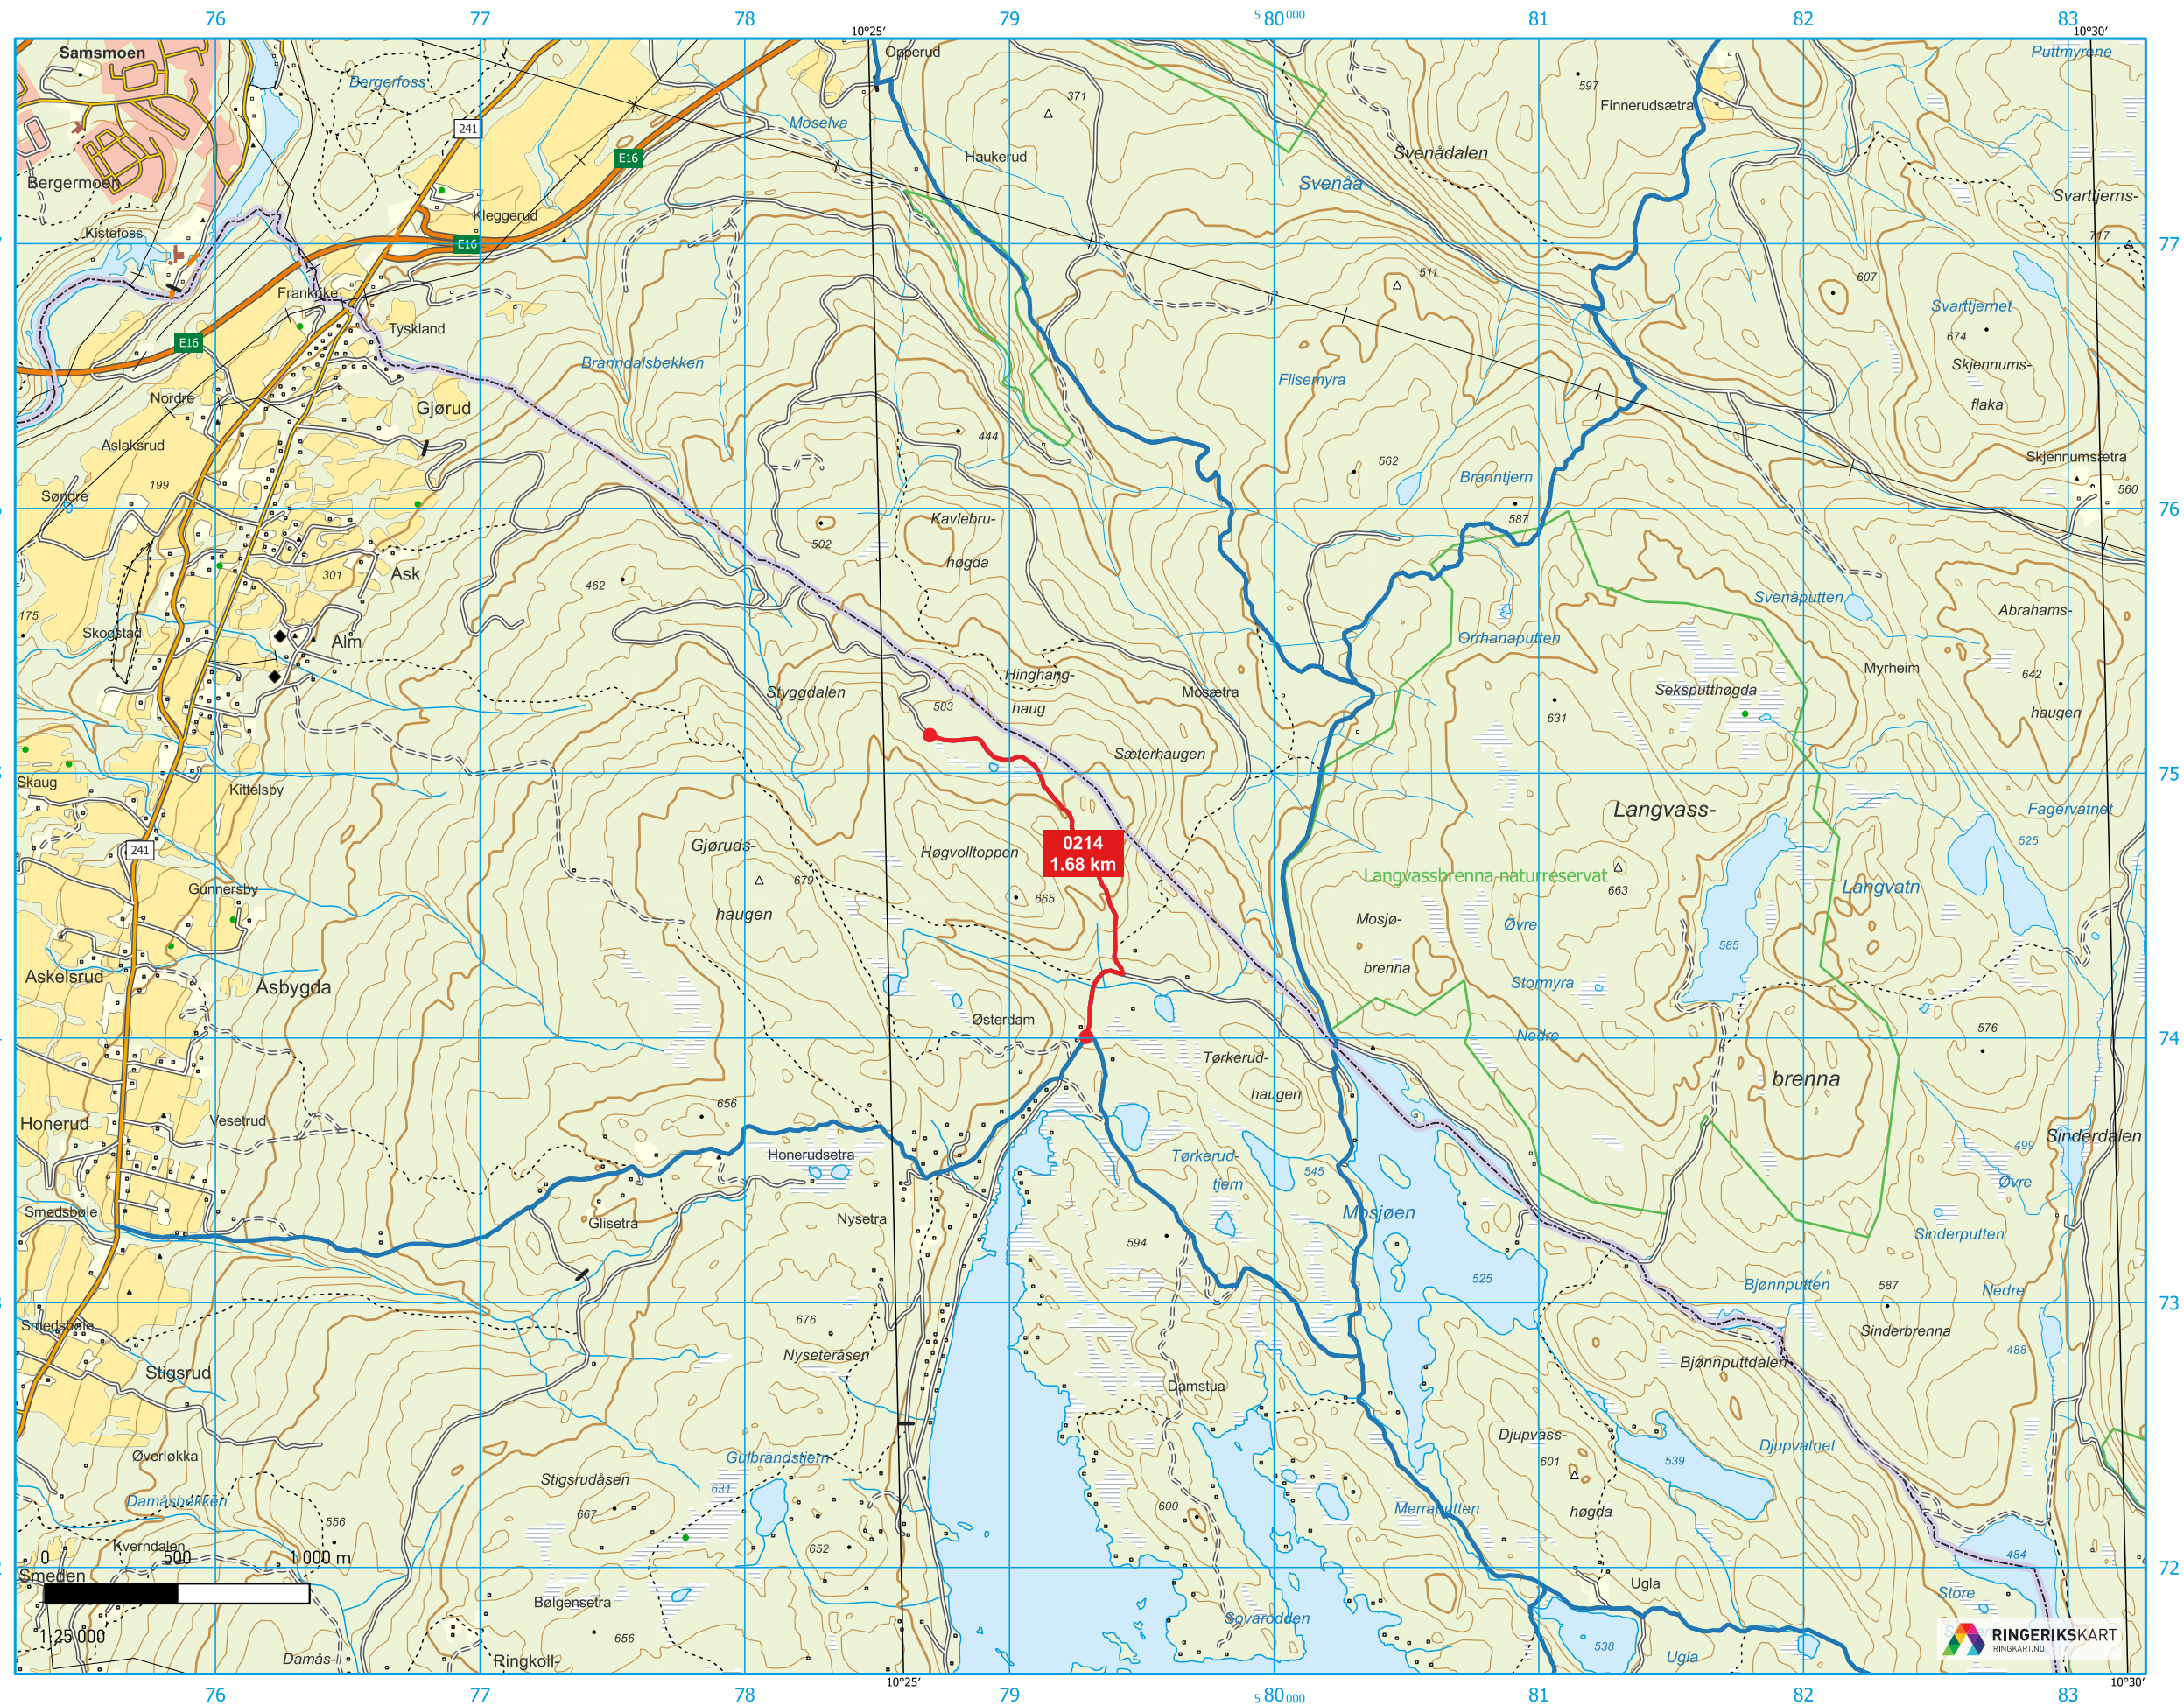 76 77 78 79 5 80 000 81 82 83
10°25' 10°30'
Samsmoen
Opperud
Puttmyrene
Bergerfoss
371
597
Finnerudsætra
241
Moselva
E16
Haukerud
Svenådalen
Bergermoen
Svenåa
Svarttjerns-
Kleggerud
Kistefoss
E16
717
77
511
607
Frankrike
Svarttjernet
Tyskland
E16
674
Branndalsbekken
Skjennums-
Flisemyra
Nordre
flaka
Gjørud
444
Aslaksrud
562
Skjennumsætra
Branntjern
199
560
Søndre
587
76
Kavlebru-
502
høgda
Ask
301
462
Svenåputten
Abrahams-
175
Skogstad
Orrhanaputten
Alm
Myrheim
Hinghang-
642
Styggdalen
Mosætra
Seksputthøgda
583
haug
631
haugen
Sæterhaugen
75
Skaug
Kittelsby
Langvass-
Fagervatnet
0214
525
241
Gjøruds-
Høgvolltoppen
1.68 km
Langvassbrenna naturreservat
679
663
Langvatn
Gunnersby
665
haugen
Mosjø-
Øvre
585
brenna
Askelsrud
Åsbygda
Stormyra
Østerdam
576
Nedre
74
Tørkerud-
brenna
haugen
656
Honerud
Vesetrud
Sinderdalen
499
Honerudsetra
Tørkerud-
545
tjern
Øvre
Smedsbøle
Mosjøen
Nysetra
Glisetra
Sinderputten
594
525
Bjønnputten
587
Nedre
73
676
Smedsbøle
Sinderbrenna
488
Nyseteråsen
Bjønnputtdalen
Stigsrud
Damstua
Djupvass-
Djupvatnet
Øverløkka
Gulbrandstjern
601
539
Stigsrudåsen
631
Damåsbekken
600
Merraputten
høgda
667
556
Kverndalen
652
484
0 500 1 000 m
72
Smeden
Ugla
Store
Bølgensetra
Sovarodden
1:25 000
656
RINGERIKSKART
538
RINGKART.NO
Damås-
Ringkoll-
Ugla
10°25' 10°30'
76 77 78 79 5 80 000 81 82 83